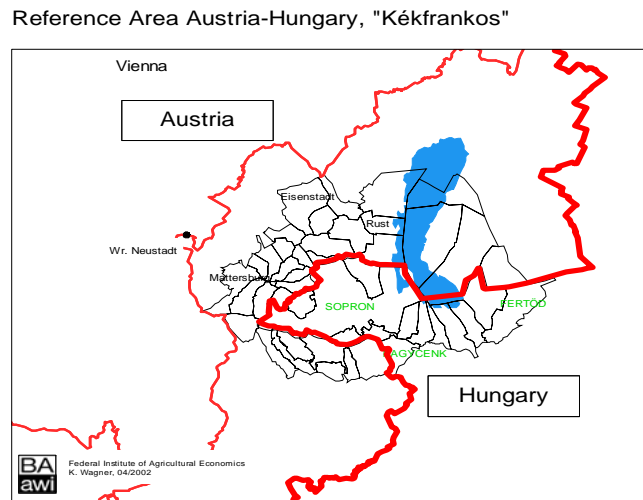 Reference Area Austria-Hungary, "Kékfrankos"
Vienna
Austria
Eisenstadt
Rust
Wr. Neustadt
Mattersburg
SOPRON
FERTÖD
AGYCENK
Hungary
BA
awi
Federal Institute of Agricultural Economics
K. Wagner, 04/2002